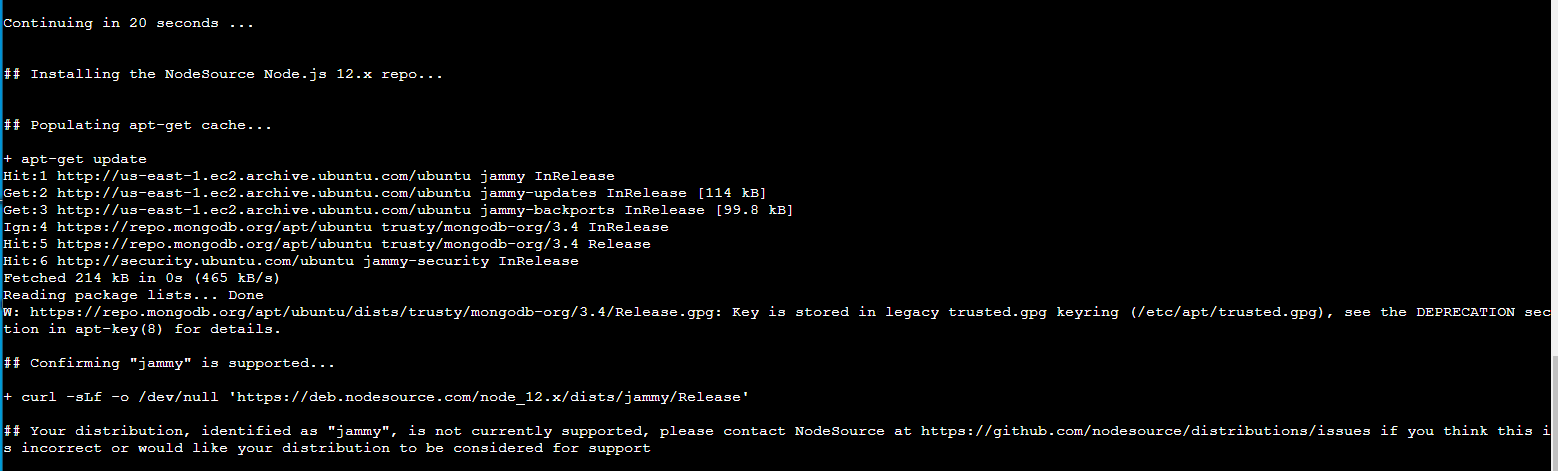 Continuing in 20 seconds ...
## Installing the NodeSource Node.js 12.x repo...
## Populating apt-get cache...
+ apt-get update
Hit:1 http://us-east-1.ec2.archive.ubuntu.com/ubuntu jammy InRelease
Get:2 http://us-east-1.ec2.archive.ubuntu.com/ubuntu jammy-updates InRelease [114 kB]
Get:3 http://us-east-1.ec2.archive.ubuntu.com/ubuntu jammy-backports InRelease [99.8 kB]
Ign:4 https://repo.mongodb.org/apt/ubuntu trusty/mongodb-org/3.4 InRelease
Hit:5 https://repo.mongodb.org/apt/ubuntu trusty/mongodb-org/3.4 Release
Hit:6 http://security.ubuntu.com/ubuntu jammy-security InRelease
Fetched 214 kB in 0s (465 kB/s)
Reading package lists... Done
W: https://repo.mongodb.org/apt/ubuntu/dists/trusty/mongodb-org/3.4/Release.gpg: Key is stored in legacy trusted.gpg keyring (/etc/apt/trusted.gpg), see the DEPRECATION sec
tion in apt-key(8) for details.
## Confirming "jammy" is supported...
+ curl -sLf -o /dev/null 'https://deb.nodesource.com/node_12.x/dists/jammy/Release'
## Your distribution, identified as "jammy", is not currently supported, please contact NodeSource at https://github.com/nodesource/distributions/issues if you think this i
s incorrect or would like your distribution to be considered for support